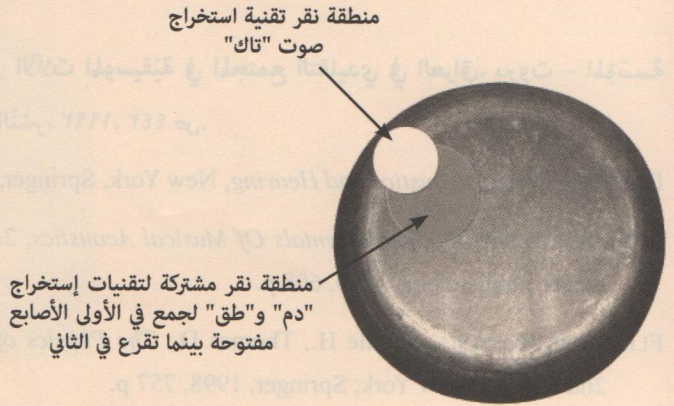 منطقة نقر تقنية استخراج
صوت "تاك"
منطقة نقر مشتركة لتقنيات إستخراج
"دم" و"طق" لجمع في الأولى الأصابع
مفتوحة بينما تقرع في الثاني